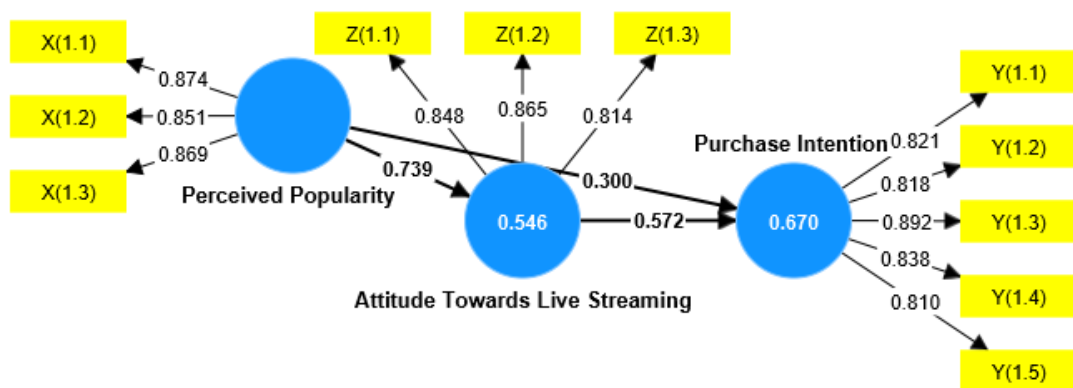 X(1.1)
X(1.2)
X(1.3)
0.874
0.851
0.869
Perceived Popularity
Z(1.1)
Z(1.2)
Z(1.3)
0.848
0.865
0.814
0.739
0.300
0.546
0.572
0.670
Attitude Towards Live Streaming
Purchase Intention
0.821
0.818
0.892
0.838
0.810
Y(1.1)
Y(1.2)
Y(1.3)
Y(1.4)
Y(1.5)